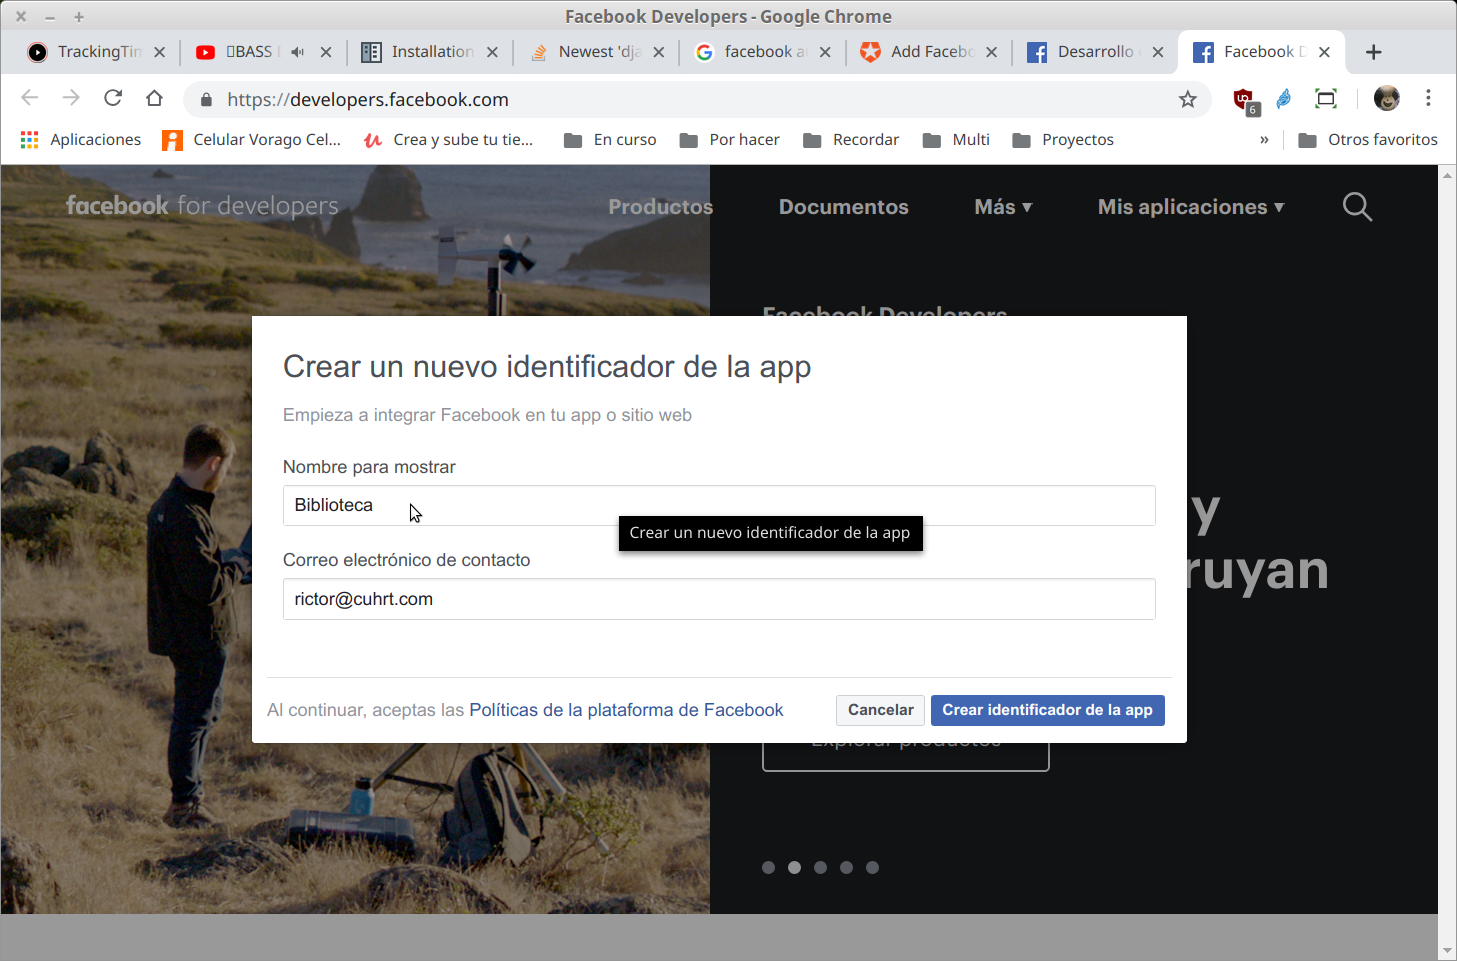 Facebook Developers - Google Chrome
TrackingTim
BASS
Installation
Newest 'dja
facebook a
Add Facebo
Desarrollo
Facebook D
https://developers.facebook.com
6
Aplicaciones
Celular Vorago Cel...
Crea y sube tu tie...
En curso
Por hacer
Recordar
Multi
Proyectos
»
Otros favoritos
facebook for developers
Productos
Documentos
Más ▾
Mis aplicaciones ▾
Facebook Developers
Crear un nuevo identificador de la app
Empieza a integrar Facebook en tu app o sitio web
Nombre para mostrar
Biblioteca
Crear un nuevo identificador de la app
y
Correo electrónico de contacto
ruyan
rictor@cuhrt.com
Al continuar, aceptas las Políticas de la plataforma de Facebook
Cancelar
Crear identificador de la app
Explorar productos